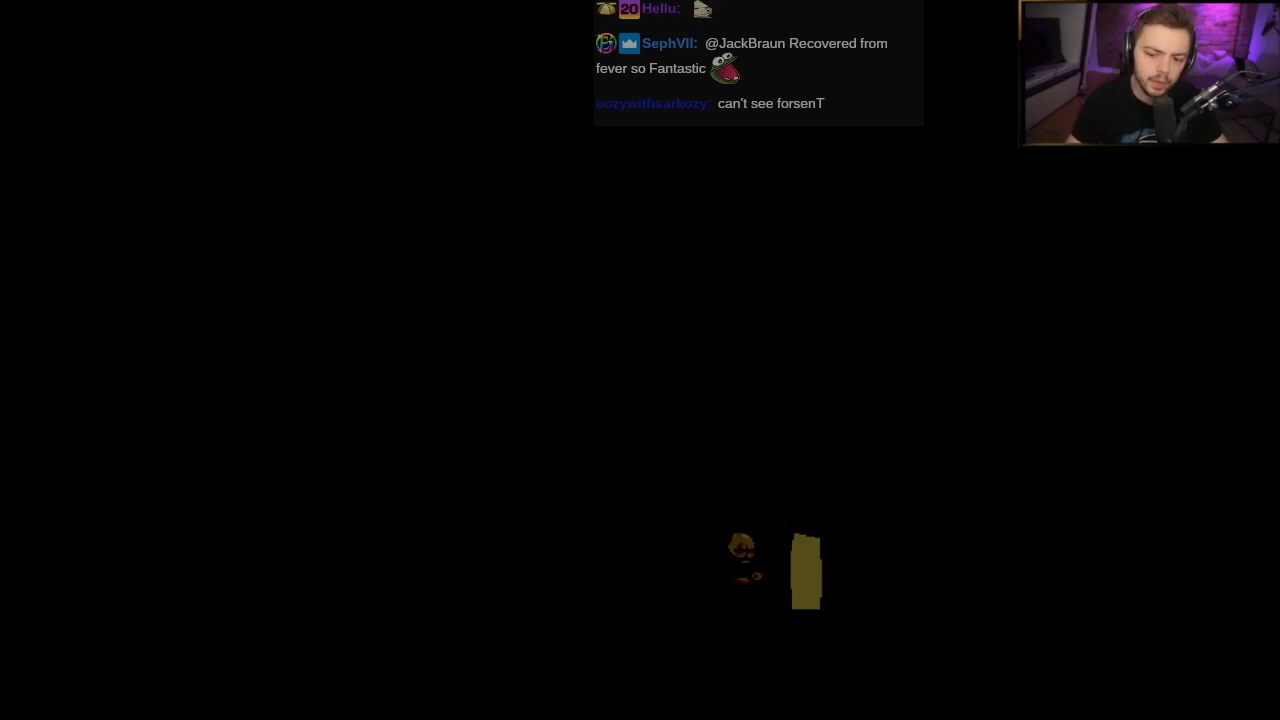 20 Hellu:
SephVII: @JackBraun Recovered from
fever so Fantastic
cozywithsarkozy: can't see forsenT